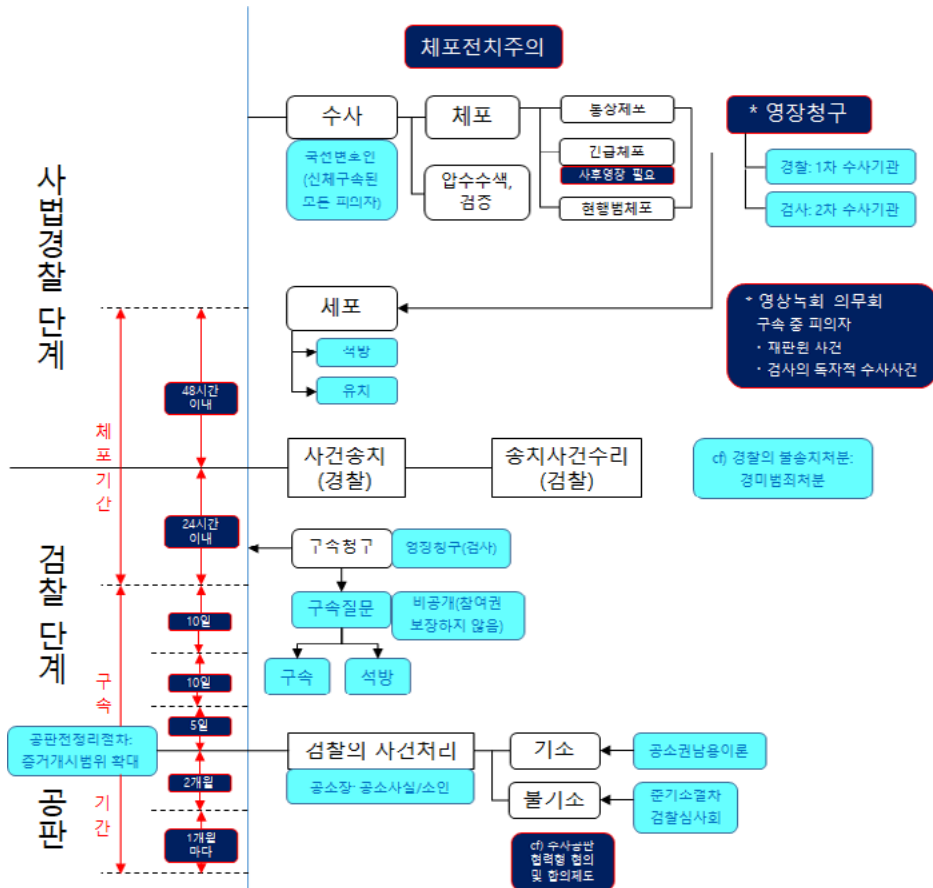 체포전치주의
사법경찰 단계
수사
국선변호인
(신체구속된
모든 피의자)
체포
압수수색,
검증
통상체포
긴급체포
사후영장 필요
현행범체포
* 영장청구
경찰: 1차 수사기관
검사: 2차 수사기관
세포
석방
유치
* 영상녹회 의무회
구속 중 피의자
· 재판원 사건
· 검사의 독자적 수사사건
체포기간
48시간
이내
사건송치
(경찰)
송치사건수리
(검찰)
cf) 경찰의 불송치처분:
경미범죄처분
검찰 단계
24시간
이내
구속청구
영장청구(검사)
구속질문
비공개(참여권
보장하지 않음)
구속
석방
구속
기간
10일
10일
5일
2개월
1개월
마다
공판전정리절차:
증거개시범위 확대
공판
검찰의 사건처리
공소장: 공소사실/소인
기소
공소권남용이론
불기소
준기소절차
검찰심사회
cf) 수사공판
협력형 협의
및 합의제도